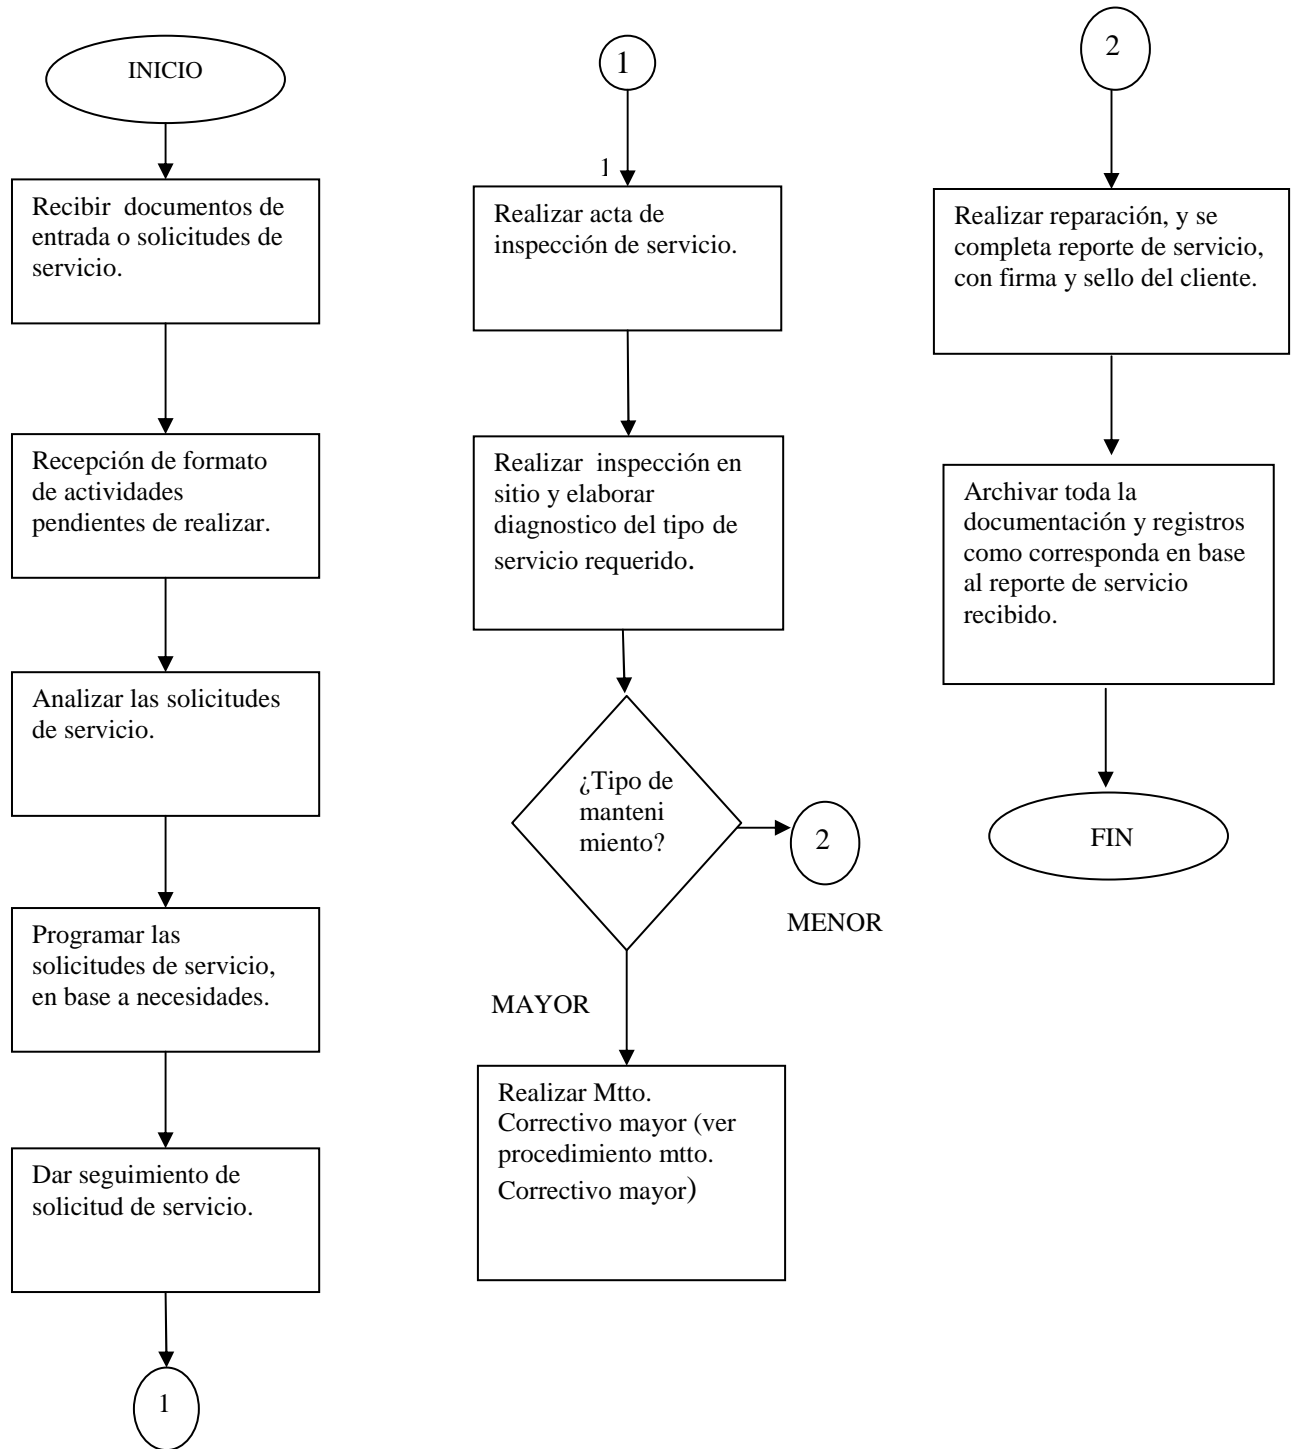 INICIO
Recibir documentos de
entrada o solicitudes de
servicio.
Recepción de formato
de actividades
pendientes de realizar.
Analizar las solicitudes
de servicio.
Programar las
solicitudes de servicio,
en base a necesidades.
Dar seguimiento de
solicitud de servicio.
1
1
1
Realizar acta de
inspección de servicio.
Realizar inspección en
sitio y elaborar
diagnostico del tipo de
servicio requerido.
¿Tipo de
manteni
miento?
2
MENOR
MAYOR
Realizar Mtto.
Correctivo mayor (ver
procedimiento mtto.
Correctivo mayor)
2
Realizar reparación, y se
completa reporte de servicio,
con firma y sello del cliente.
Archivar toda la
documentación y registros
como corresponda en base
al reporte de servicio
recibido.
FIN